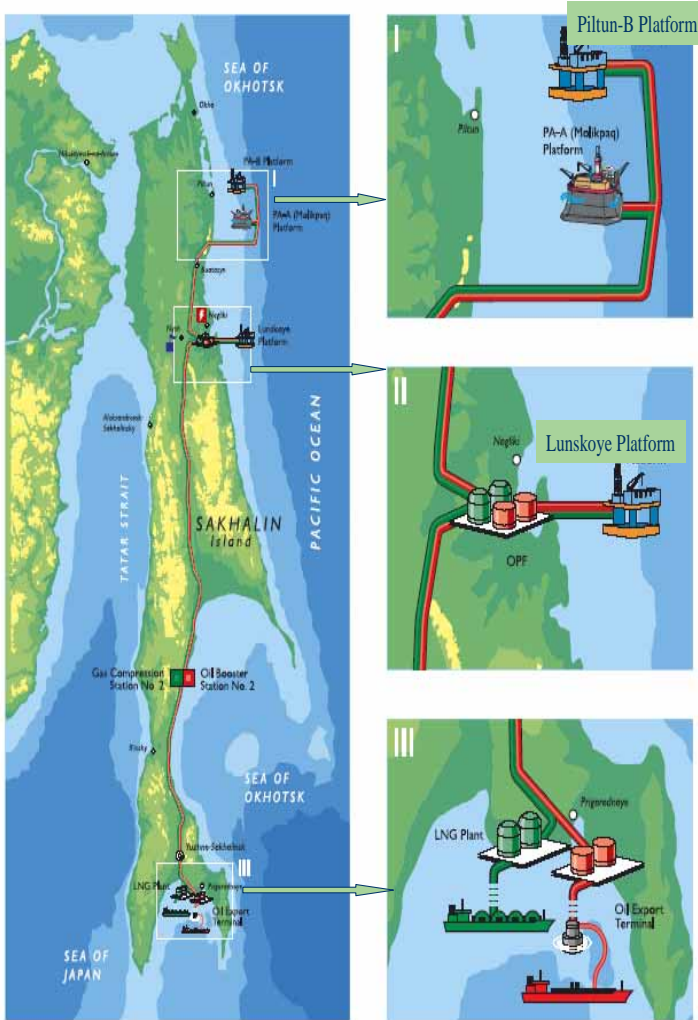 SEA OF
OKHOTSK
Okha
PA-B Platform
I
Piltun
PA-A (Molikpaq)
Platform
Nogliki
Lunskoye
Platform
Aleksandrovsk-
Sakhalinsky
TATAR STRAIT
SAKHALIN
Island
PACIFIC OCEAN
Gas Compression
Station No. 2
Oil Booster
Station No. 2
SEA OF
OKHOTSK
Yuzhno-Sakhalinsk
III
LNG Plant
Prigorodnoye
Oil Export
Terminal
SEA OF
JAPAN
Piltun-B Platform
I
Piltun
PA-A (Molikpaq)
Platform
II
Nogliki
Lunskoye Platform
OPF
III
Prigorodnoye
LNG Plant
Oil Export
Terminal